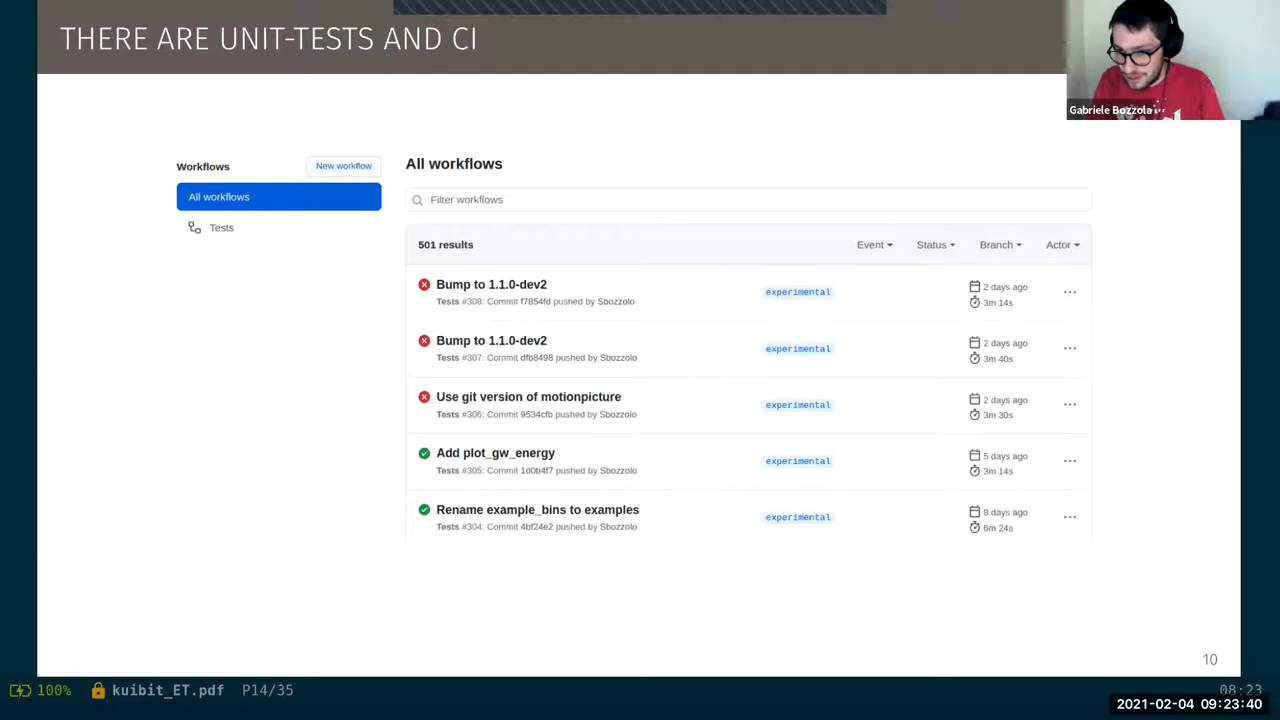 THERE ARE UNIT-TESTS AND CI
Gabriele Bozzola
Workflows
New workflow
All workflows
Tests
All workflows
Filter workflows
501 results
Event
Status
Branch
Actor
Bump to 1.1.0-dev2
Tests #308: Commit f7854fd pushed by Sbozzolo
experimental
2 days ago
3m 14s
Bump to 1.1.0-dev2
Tests #307: Commit dfb8498 pushed by Sbozzolo
experimental
2 days ago
3m 40s
Use git version of motionpicture
Tests #306: Commit 9534cfb pushed by Sbozzolo
experimental
2 days ago
3m 30s
Add plot_gw_energy
Tests #305: Commit 1d0b4f7 pushed by Sbozzolo
experimental
5 days ago
3m 14s
Rename example_bins to examples
Tests #304: Commit 4bf24e2 pushed by Sbozzolo
experimental
8 days ago
6m 24s
10
100% kuibit_ET.pdf P14/35
08:23
2021-02-04 09:23:40